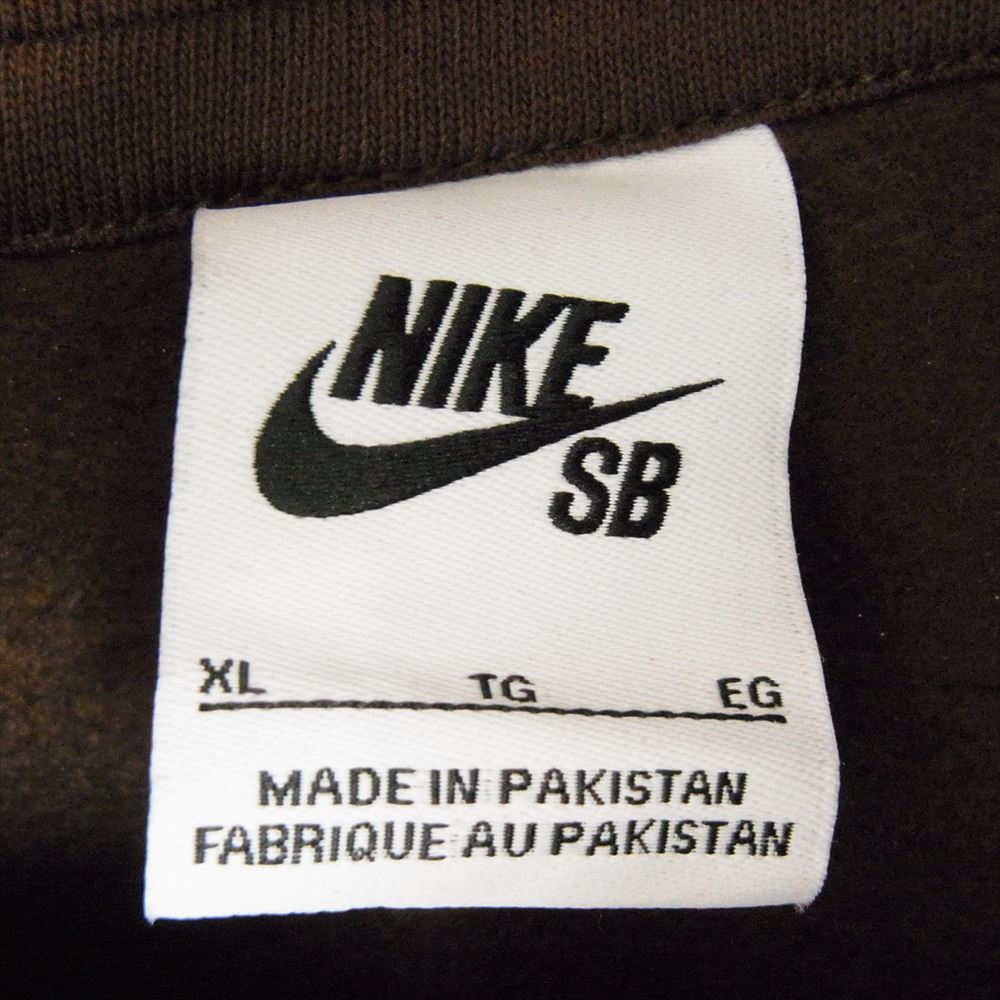 NIKE
SB
XL TG EG
MADE IN PAKISTAN
FABRIQUE AU PAKISTAN